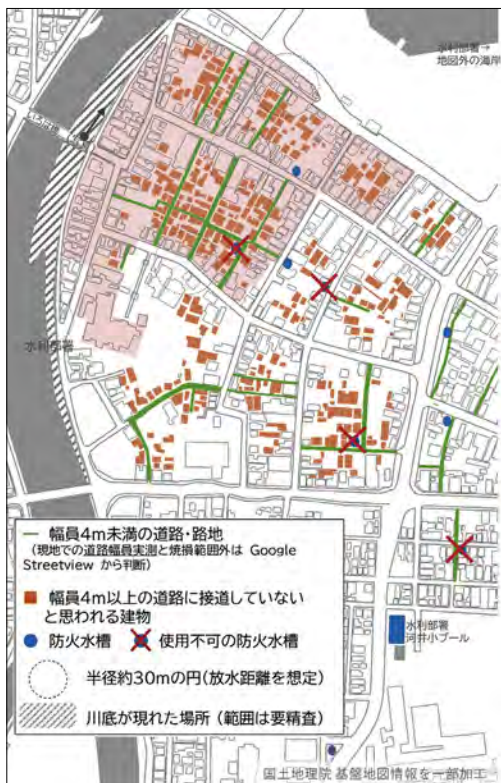 水利部署→
地図外の海岸
いろは橋
水利部署
幅員4m未満の道路・路地
(現地での道路幅員実測と焼損範囲外は Google
Streetview から判断)
幅員4m以上の道路に接道していない
と思われる建物
防火水槽 使用不可の防火水槽
半径約30mの円(放水距離を想定)
川底が現れた場所(範囲は要精査)
水利部署
河井小プール
国土地理院 基盤地図情報を一部加工